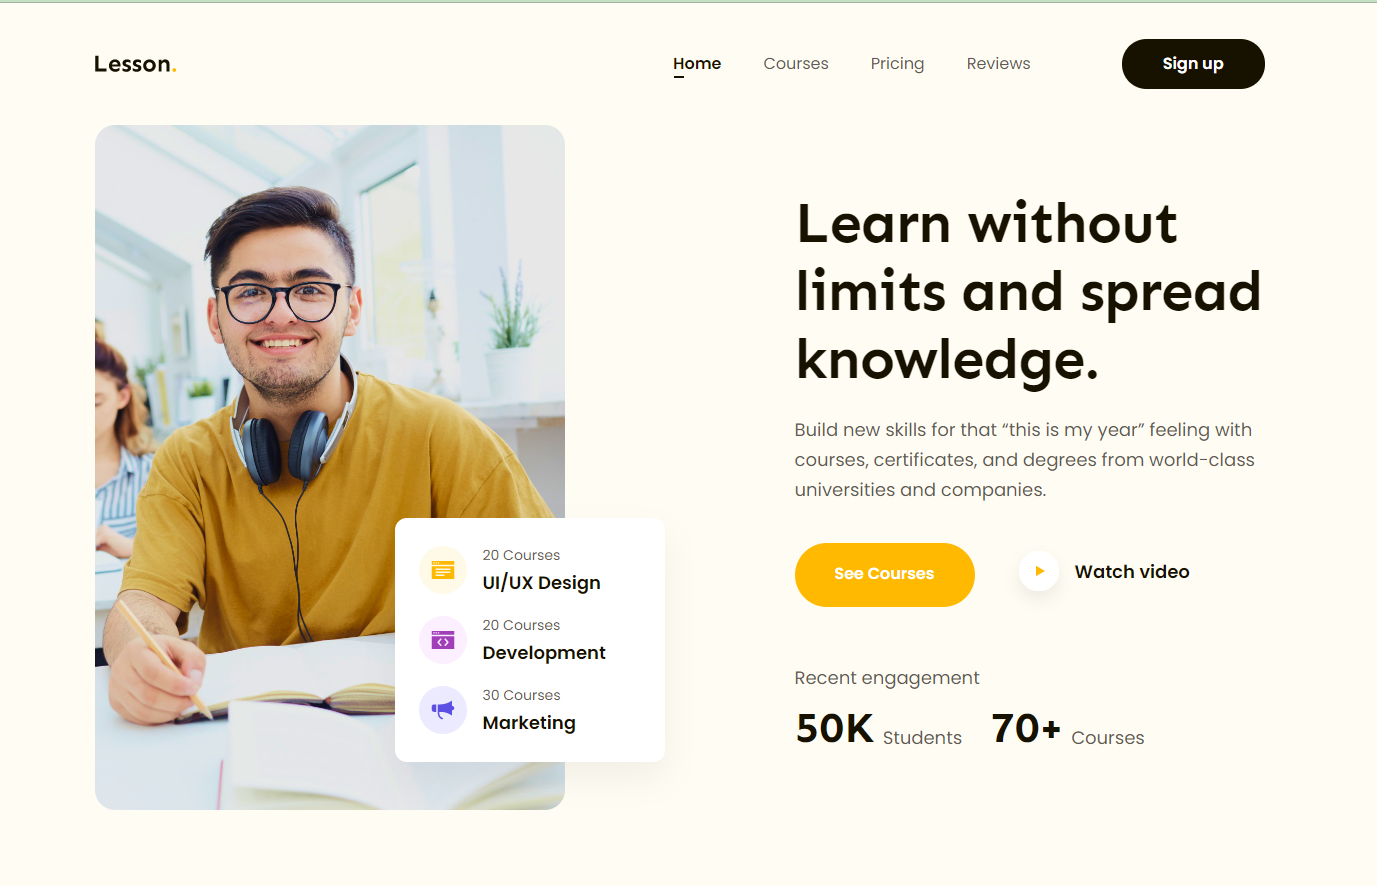 Lesson.
Home
Courses
Pricing
Reviews
Sign up
Learn without
limits and spread
knowledge.
Build new skills for that “this is my year” feeling with
courses, certificates, and degrees from world-class
universities and companies.
See Courses
Watch video
20 Courses
UI/UX Design
20 Courses
Development
30 Courses
Marketing
Recent engagement
50K Students
70+ Courses